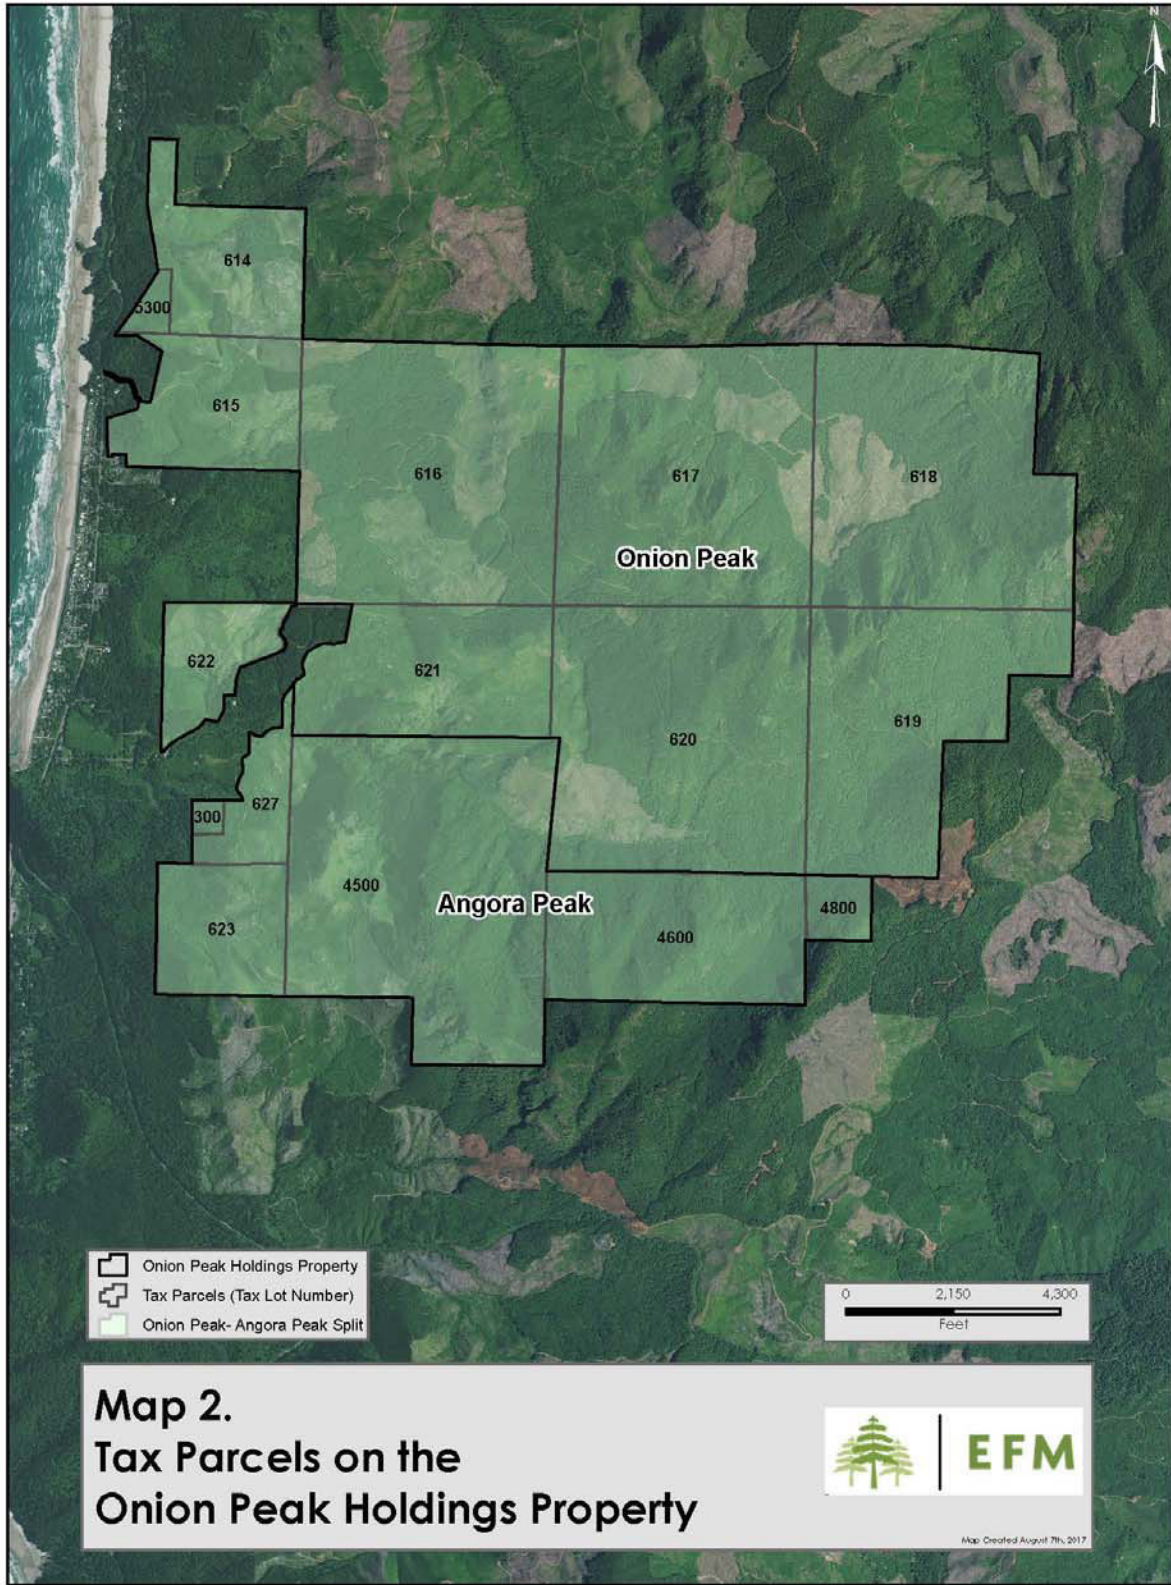 N
614
5300
615
616
617
618
Onion Peak
622
621
620
619
627
300
4500
Angora Peak
4800
623
4600
Onion Peak Holdings Property
Tax Parcels (Tax Lot Number)
Onion Peak- Angora Peak Split
0 2,150 4,300
Feet
Map 2.
Tax Parcels on the
Onion Peak Holdings Property
EFM
Map Created August 7th, 2017